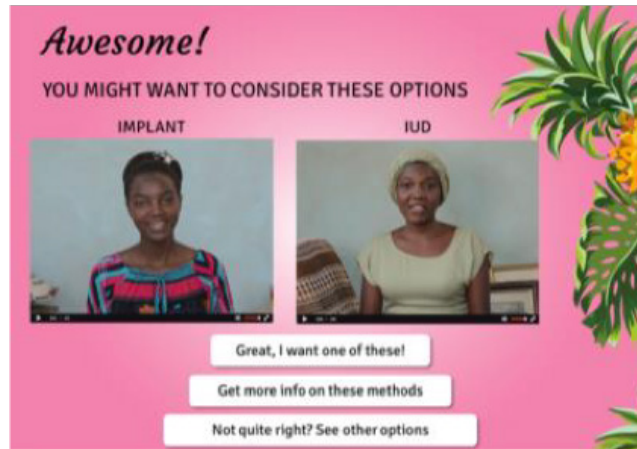 Awesome!
YOU MIGHT WANT TO CONSIDER THESE OPTIONS
IMPLANT
IUD
Great, I want one of these!
Get more info on these methods
Not quite right? See other options